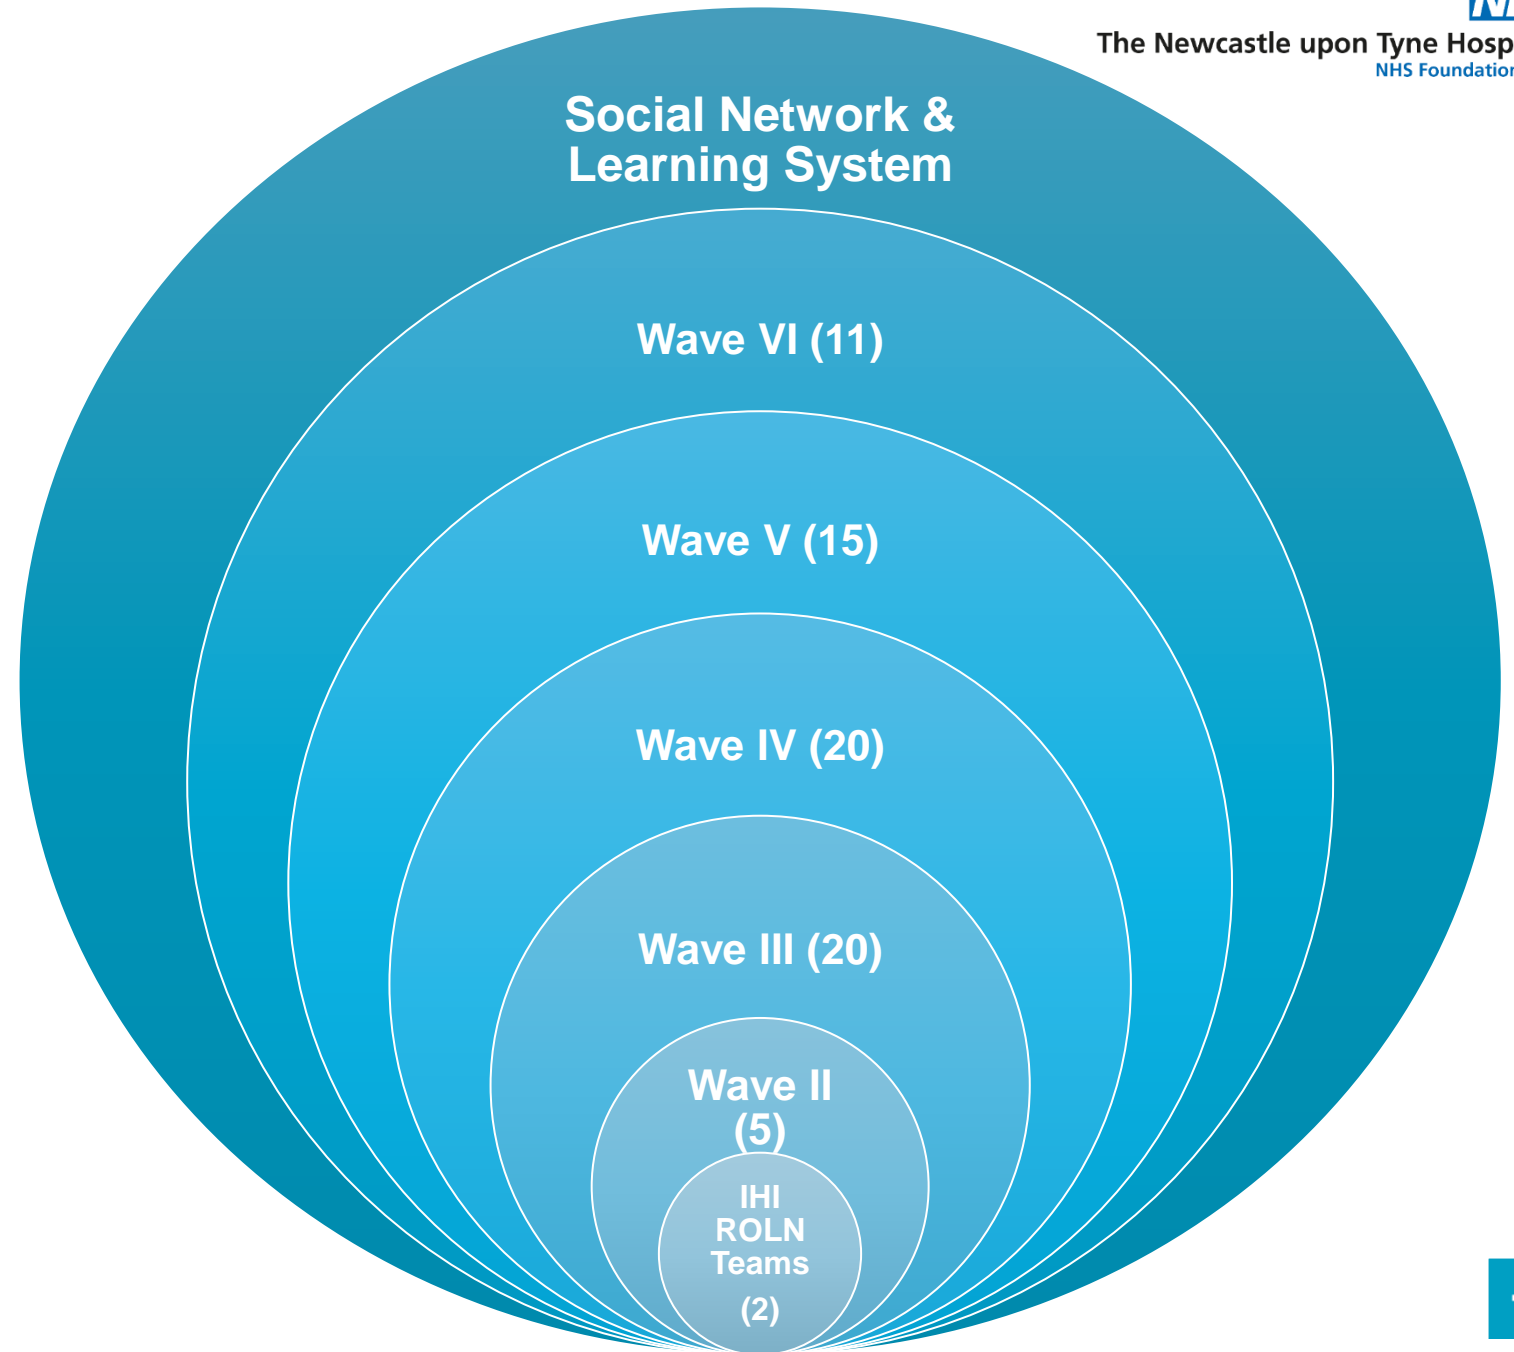 The Newcastle upon Tyne Hosp
NHS Foundation
Social Network &
Learning System
Wave VI (11)
Wave V (15)
Wave IV (20)
Wave III (20)
Wave II
(5)
IHI
ROLN
Teams
(2)